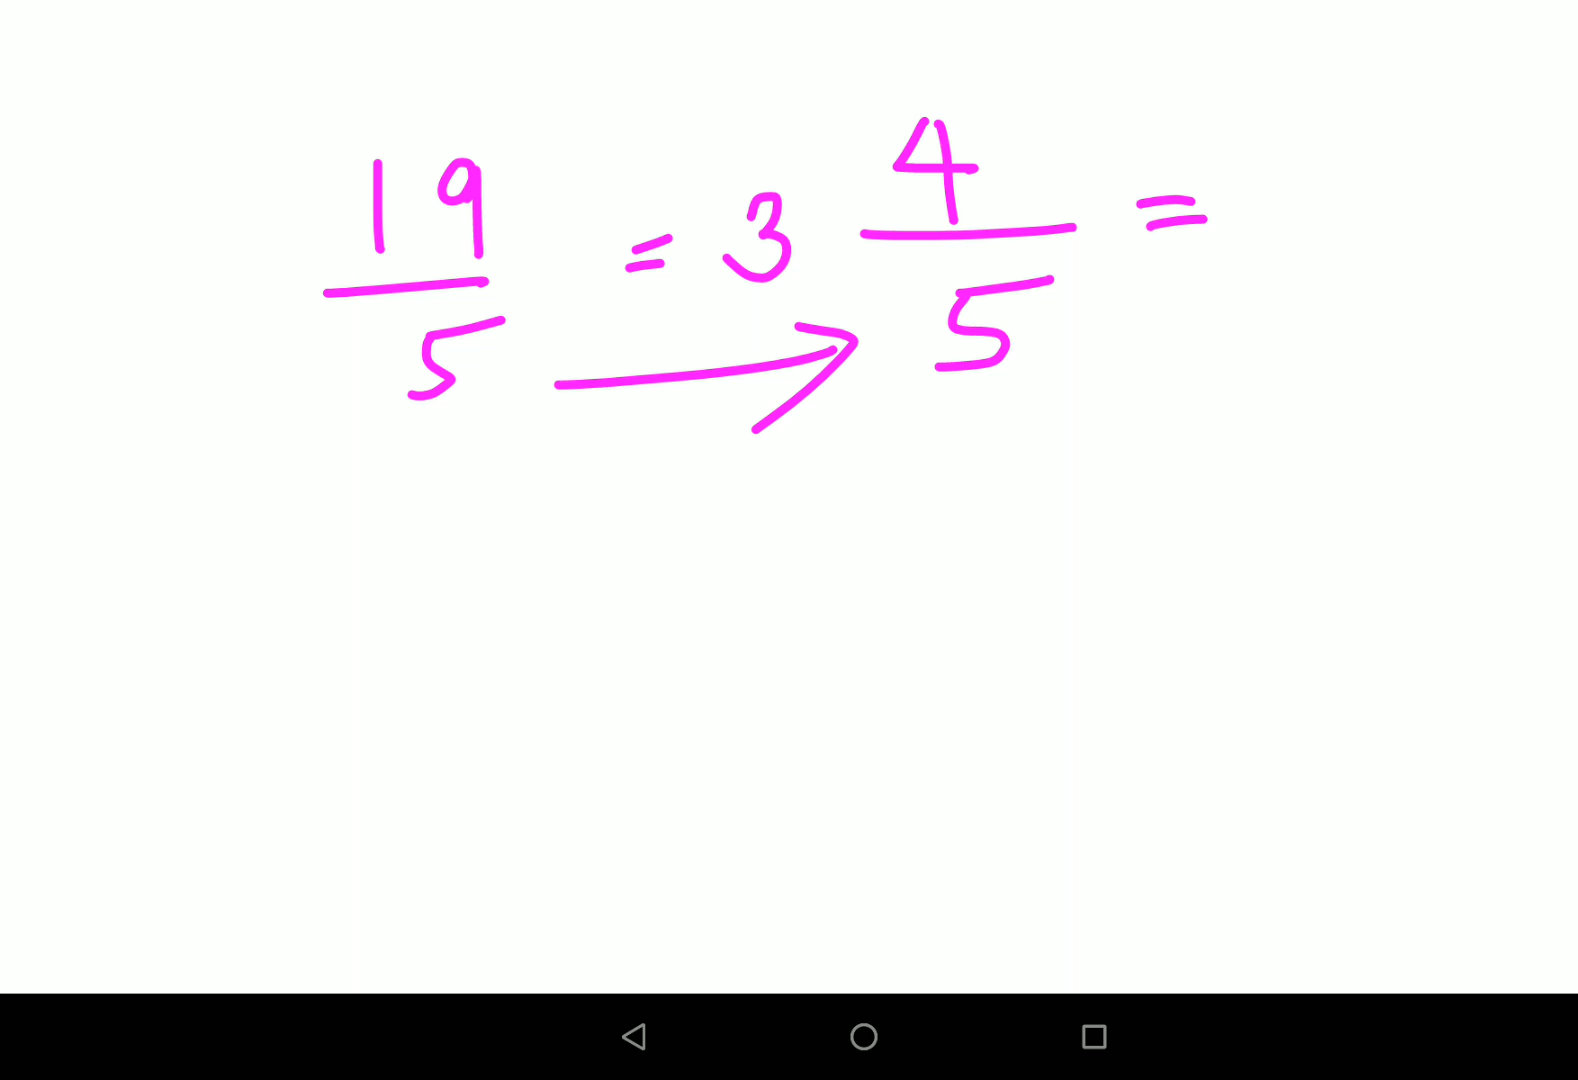 19/5 = 3 4/5 =